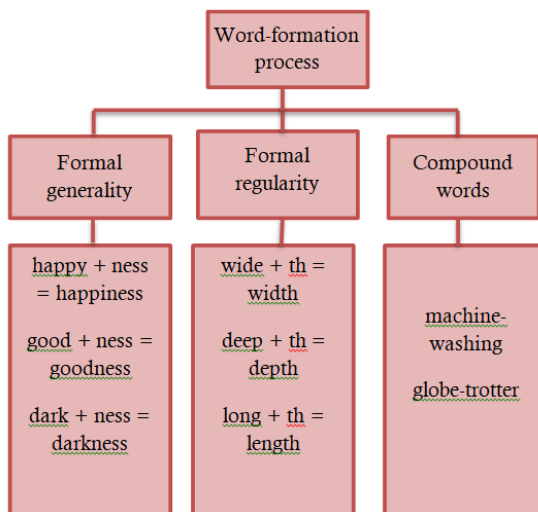 Word-formation
process
Formal
generality
Formal
regularity
Compound
words
happy + ness
= happiness
good + ness =
goodness
dark + ness =
darkness
wide + th =
width
deep + th =
depth
long + th =
length
machine-
washing
globe-trotter